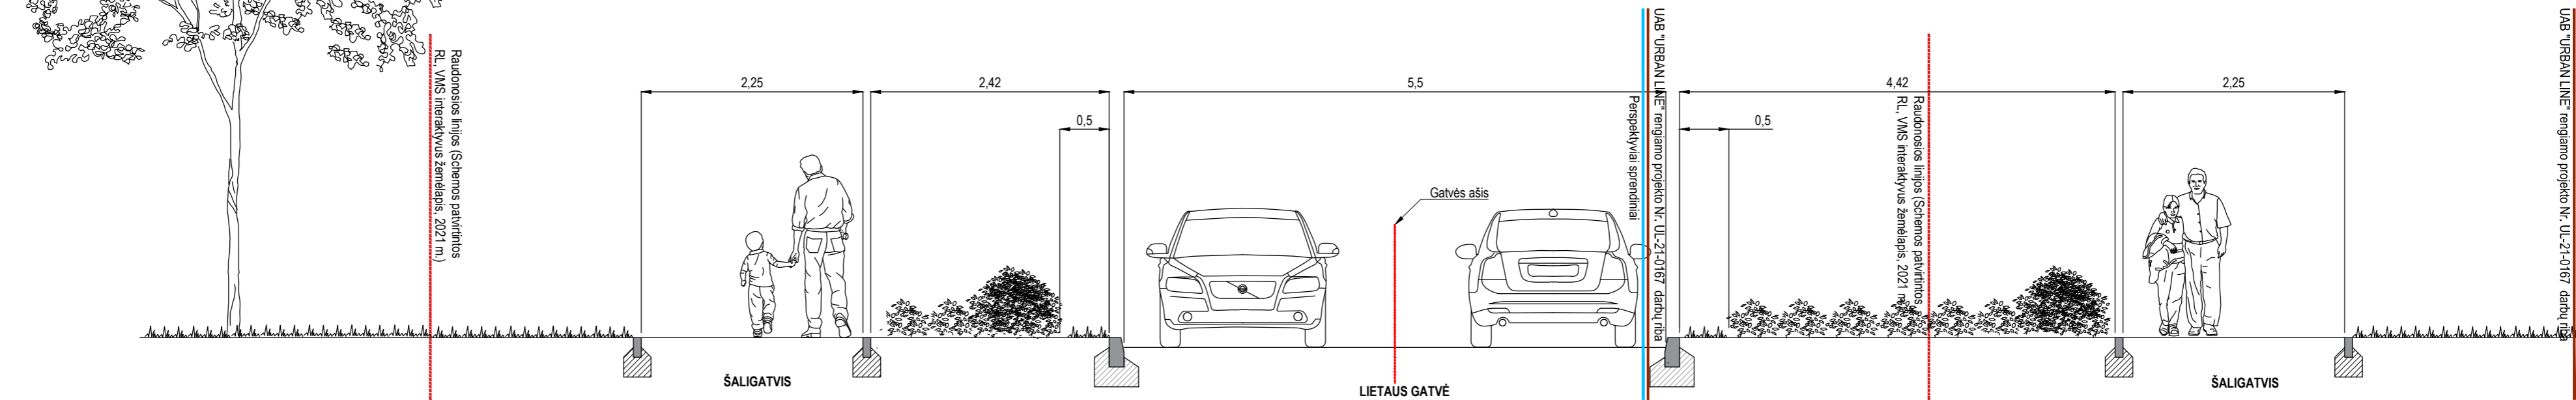 Raudonosios linijos (Schemos patvirtintos
RL, VMS interaktyvus žemėlapis, 2021 m.)
2,25
2,42
0,5
5,5
Gatvės ašis
UAB "URBAN LINE" rengiamo projekto Nr. UL-21-0167 darbų riba
Perspektyviai sprendiniai
4,42
0,5
Raudonosios linijos (Schemos patvirtintos
RL, VMS interaktyvus žemėlapis, 2021 m.)
2,25
UAB "URBAN LINE" rengiamo projekto Nr. UL-21-0167 darbų riba
ŠALIGATVIS
LIETAUS GATVĖ
ŠALIGATVIS